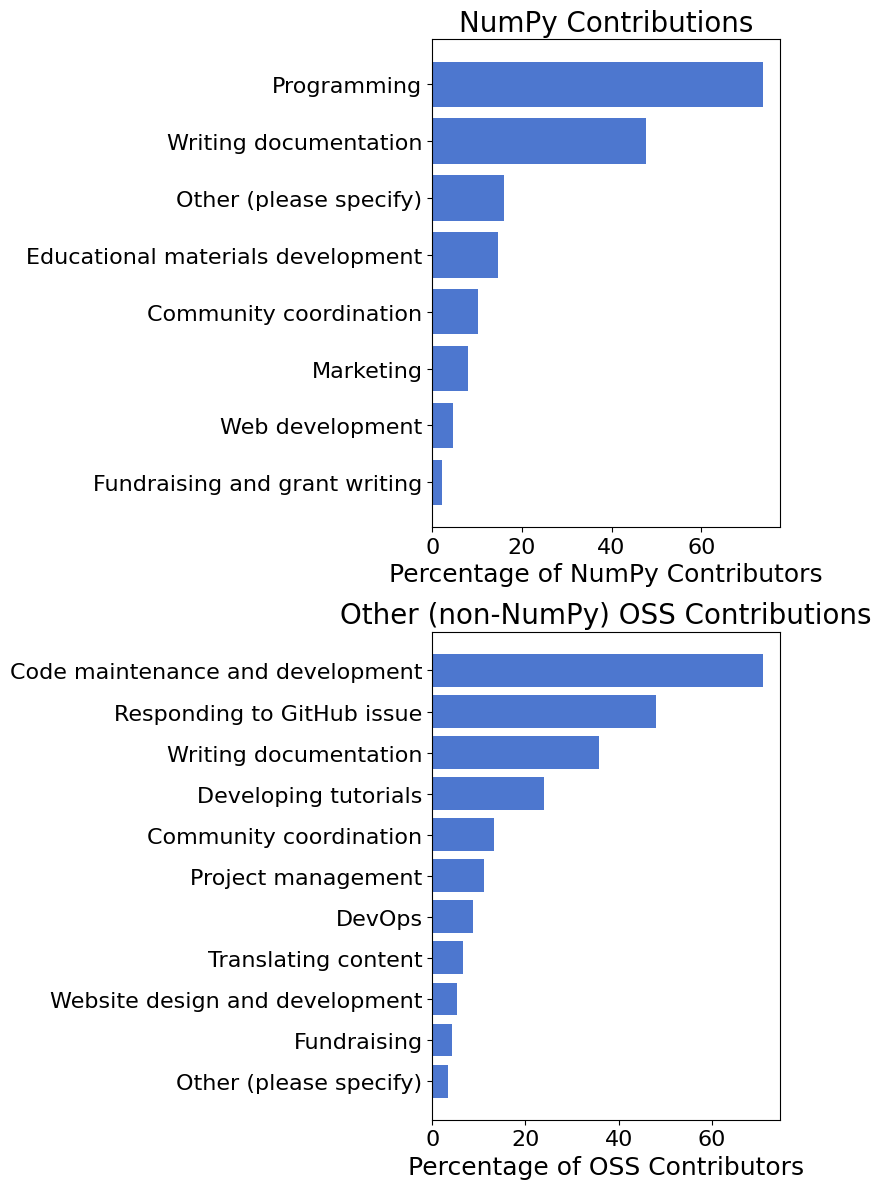 NumPy Contributions
Programming
Writing documentation
Other (please specify)
Educational materials development
Community coordination
Marketing
Web development
Fundraising and grant writing
0 20 40 60
Percentage of NumPy Contributors
Other (non-NumPy) OSS Contributions
Code maintenance and development
Responding to GitHub issue
Writing documentation
Developing tutorials
Community coordination
Project management
DevOps
Translating content
Website design and development
Fundraising
Other (please specify)
0 20 40 60
Percentage of OSS Contributors